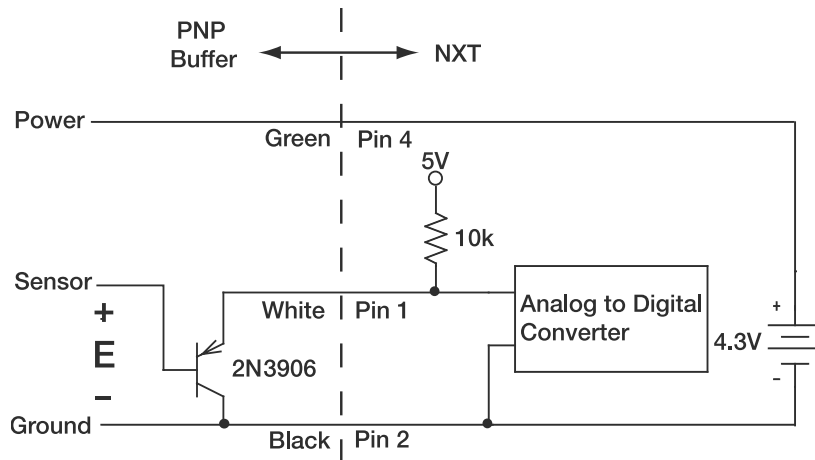 PNP
Buffer
NXT
Power
Green
Pin 4
5V
10k
Sensor
White
Pin 1
Analog to Digital
Converter
+
E
-
2N3906
+
4.3V
-
Ground
Black
Pin 2